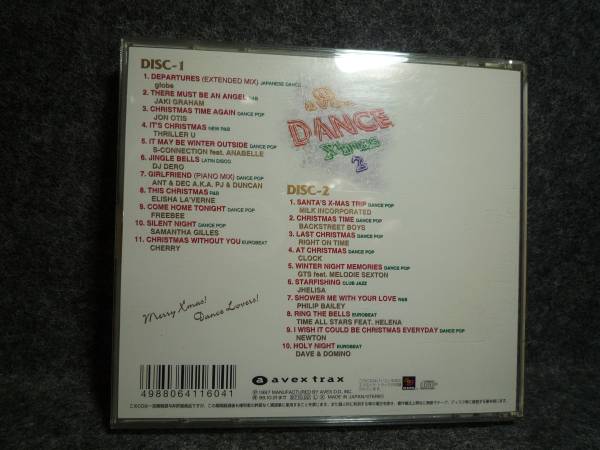 DISC-1
1. DEPARTURES (EXTENDED MIX) JAPANESE DANCE
globe
2. THERE MUST BE AN ANGEL R&B
JAKI GRAHAM
3. CHRISTMAS TIME AGAIN DANCE POP
JON OTIS
4. IT'S CHRISTMAS NEW R&B
THRILLER U
5. IT MAY BE WINTER OUTSIDE DANCE POP
S-CONNECTION feat. ANABELLE
6. JINGLE BELLS LATIN DISCO
DJ DERO
7. GIRLFRIEND (PIANO MIX) DANCE POP
ANT & DEC A.K.A. PJ & DUNCAN
8. THIS CHRISTMAS R&B
ELISHA LA'VERNE
9. COME HOME TONIGHT DANCE POP
FREEBEE
10. SILENT NIGHT DANCE POP
SAMANTHA GILLES
11. CHRISTMAS WITHOUT YOU EUROBEAT
CHERRY
Merry Xmas!
Dance Lovers!
DANCE
X'mas
2
DISC-2
1. SANTA'S X-MAS TRIP DANCE POP
MILK INCORPORATED
2. CHRISTMAS TIME DANCE POP
BACKSTREET BOYS
3. LAST CHRISTMAS DANCE POP
RIGHT ON TIME
4. AT CHRISTMAS DANCE POP
CLOCK
5. WINTER NIGHT MEMORIES DANCE POP
GTS feat. MELODIE SEXTON
6. STARFISHING CLUB JAZZ
JHELISA
7. SHOWER ME WITH YOUR LOVE R&B
PHILIP BAILEY
8. RING THE BELLS EUROBEAT
TIME ALL STARS FEAT. HELENA
9. I WISH IT COULD BE CHRISTMAS EVERYDAY DANCE POP
NEWTON
10. HOLY NIGHT EUROBEAT
DAVE & DOMINO
4988064116041
a avex trax
℗ 1997 MANUFACTURED BY AVEX D.D., INC.
MADE IN JAPAN/STEREO